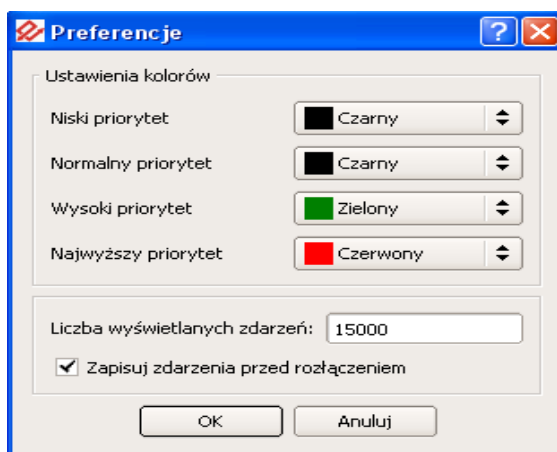 Preferencje
Ustawienia kolorów
Niski priorytet Czarny
Normalny priorytet Czarny
Wysoki priorytet Zielony
Najwyższy priorytet Czerwony
Liczba wyświetlanych zdarzeń: 15000
Zapisuj zdarzenia przed rozłączeniem
OK Anuluj